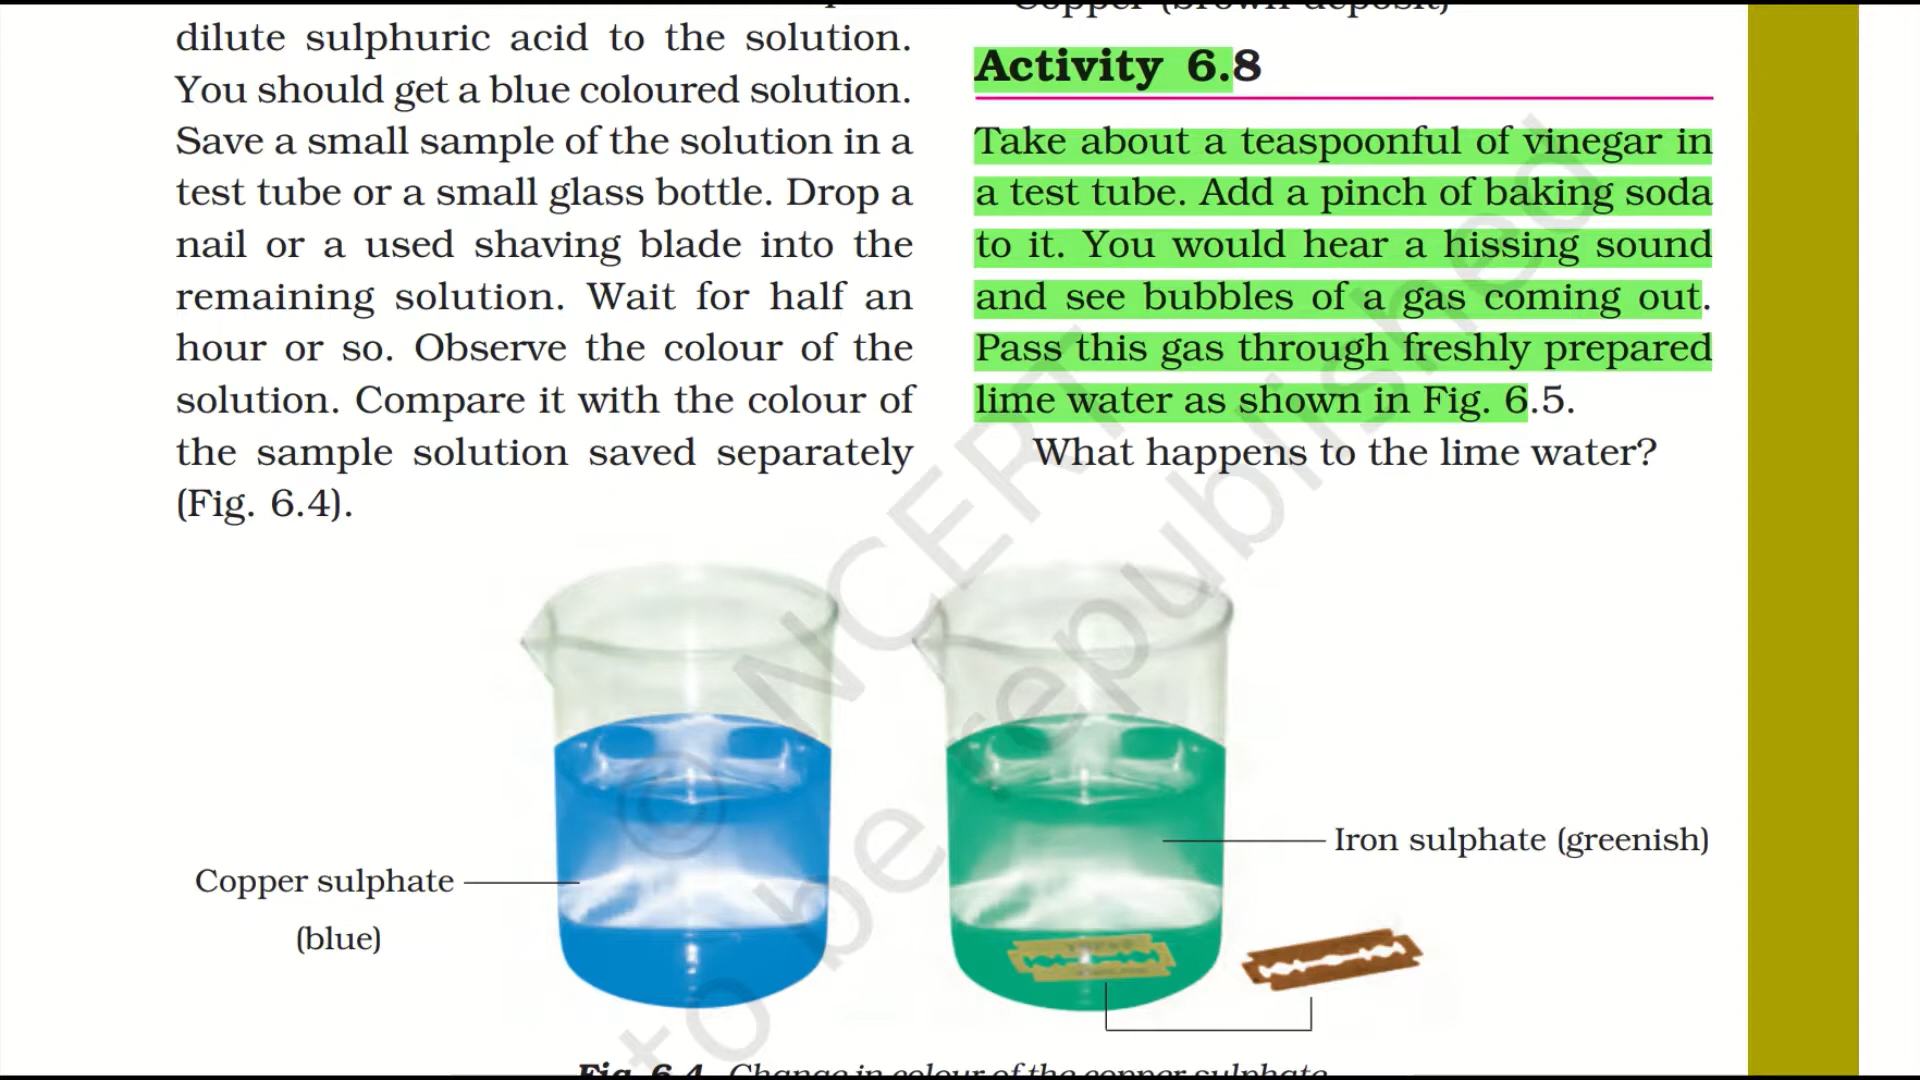 dilute sulphuric acid to the solution.
You should get a blue coloured solution.
Save a small sample of the solution in a
test tube or a small glass bottle. Drop a
nail or a used shaving blade into the
remaining solution. Wait for half an
hour or so. Observe the colour of the
solution. Compare it with the colour of
the sample solution saved separately
(Fig. 6.4).
Copper (brown deposit)
Activity 6.8
Take about a teaspoonful of vinegar in
a test tube. Add a pinch of baking soda
to it. You would hear a hissing sound
and see bubbles of a gas coming out.
Pass this gas through freshly prepared
lime water as shown in Fig. 6.5.
What happens to the lime water?
Copper sulphate
(blue)
Iron sulphate (greenish)
Fig. 6.4 Change in colour of the copper sulphate
© NCERT
to be republished